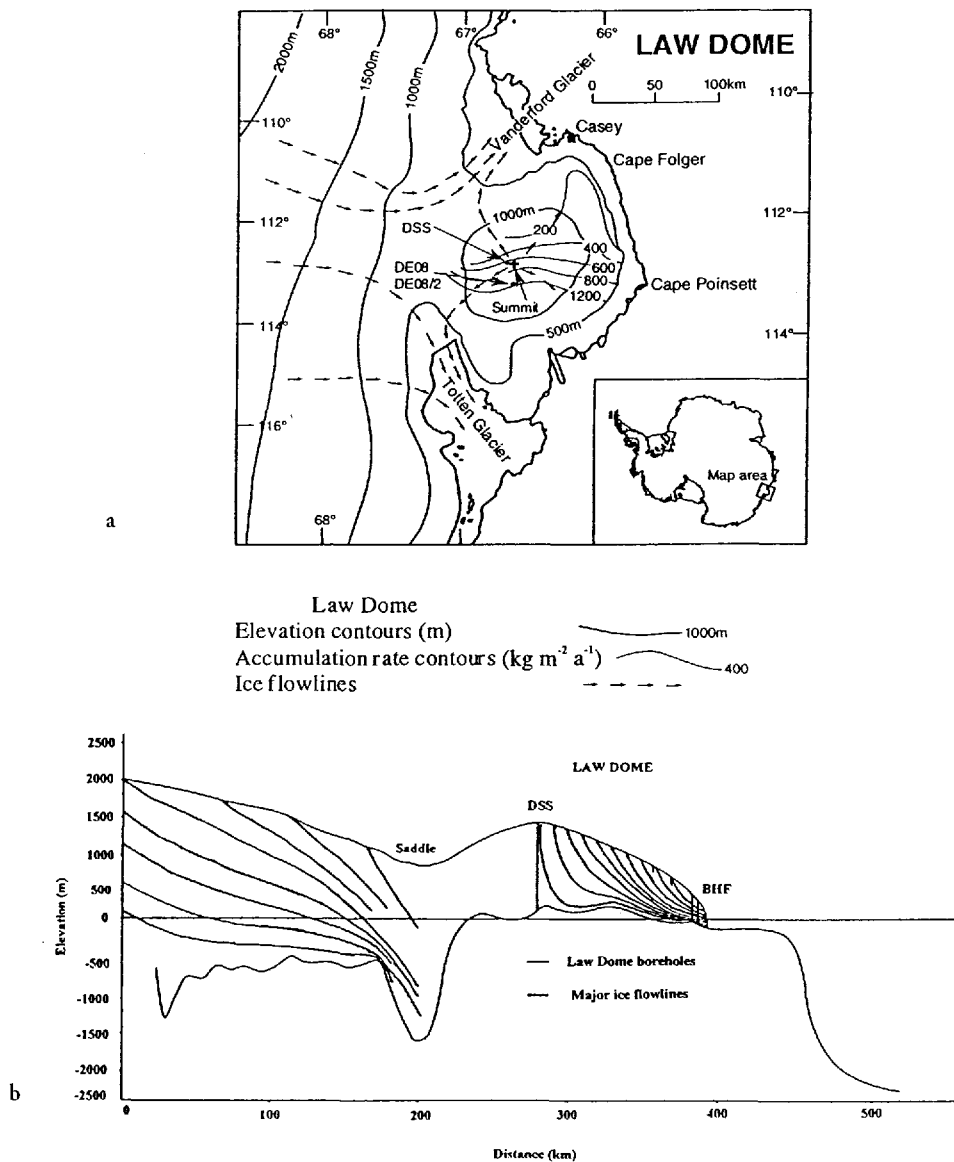 LAW DOME
68°
67°
66°
0 50 100km
2000m
1500m
1000m
110°
110°
Vanderford Glacier
Casey
Cape Folger
112°
112°
1000m
200
DSS
400
600
800
1200
DE08
DE08/2
Summit
Cape Poinsett
500m
114°
114°
Totten Glacier
116°
Map area
68°
a
Law Dome
Elevation contours (m) 1000m
Accumulation rate contours (kg m⁻² a⁻¹) 400
Ice flowlines
2500
2000
1500
1000
500
0
-500
-1000
-1500
-2000
-2500
Elevation (m)
LAW DOME
DSS
Saddle
BHF
Law Dome boreholes
Major ice flowlines
b
0 100 200 300 400 500
Distance (km)